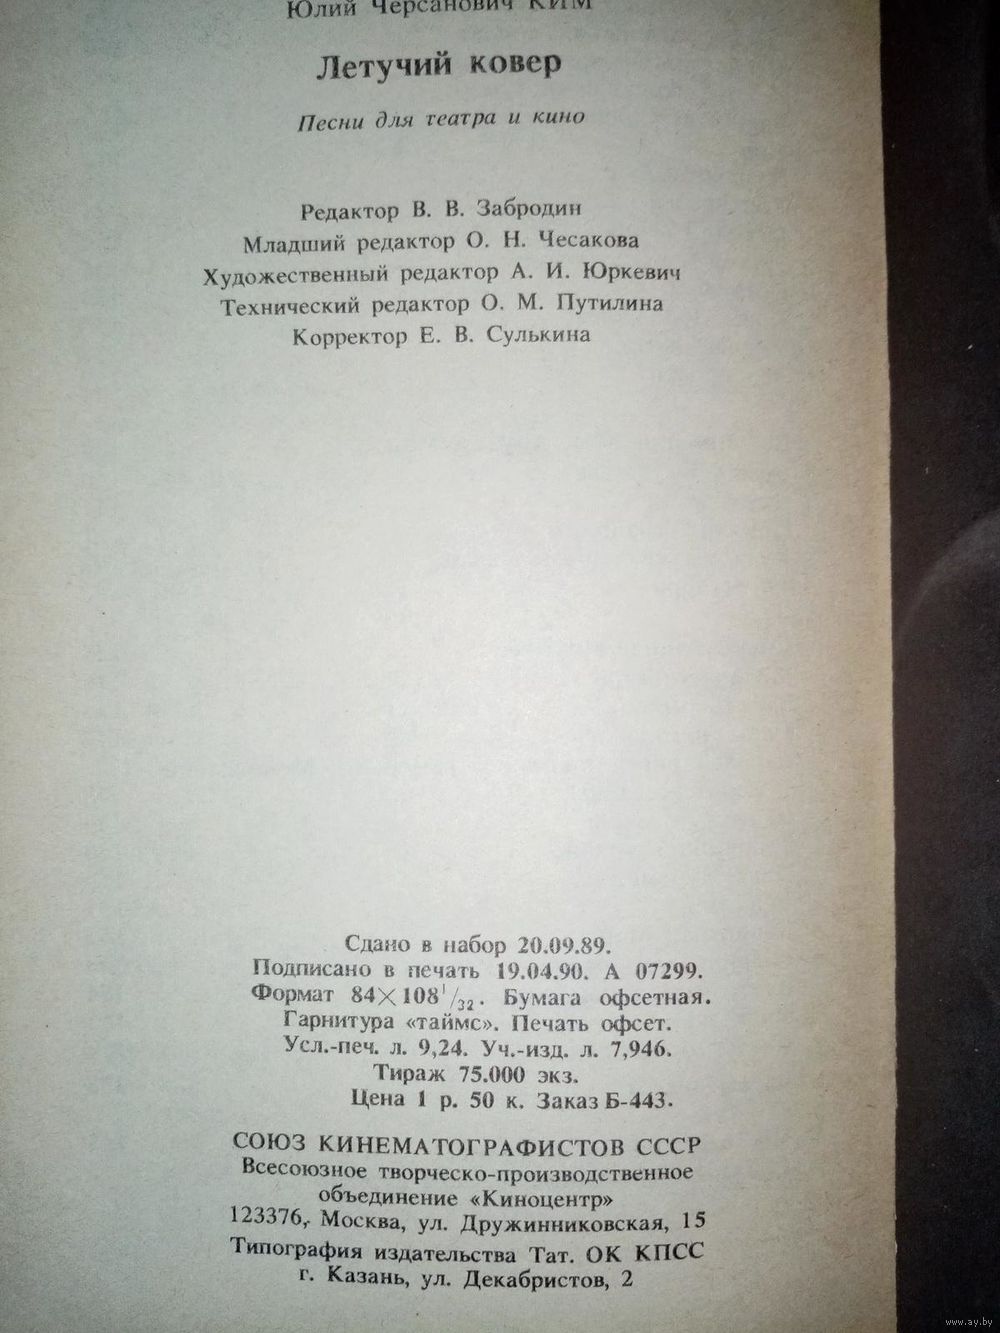 Юлий Черсанович КИМ
Летучий ковер
Песни для театра и кино
Редактор В. В. Забродин
Младший редактор О. Н. Чесакова
Художественный редактор А. И. Юркевич
Технический редактор О. М. Путилина
Корректор Е. В. Сулькина
Сдано в набор 20.09.89.
Подписано в печать 19.04.90. А 07299.
Формат 84×108¹/₃₂. Бумага офсетная.
Гарнитура «таймс». Печать офсет.
Усл.-печ. л. 9,24. Уч.-изд. л. 7,946.
Тираж 75.000 экз.
Цена 1 р. 50 к. Заказ Б-443.
СОЮЗ КИНЕМАТОГРАФИСТОВ СССР
Всесоюзное творческо-производственное
объединение «Киноцентр»
123376, Москва, ул. Дружинниковская, 15
Типография издательства Тат. ОК КПСС
г. Казань, ул. Декабристов, 2
www.ay.by